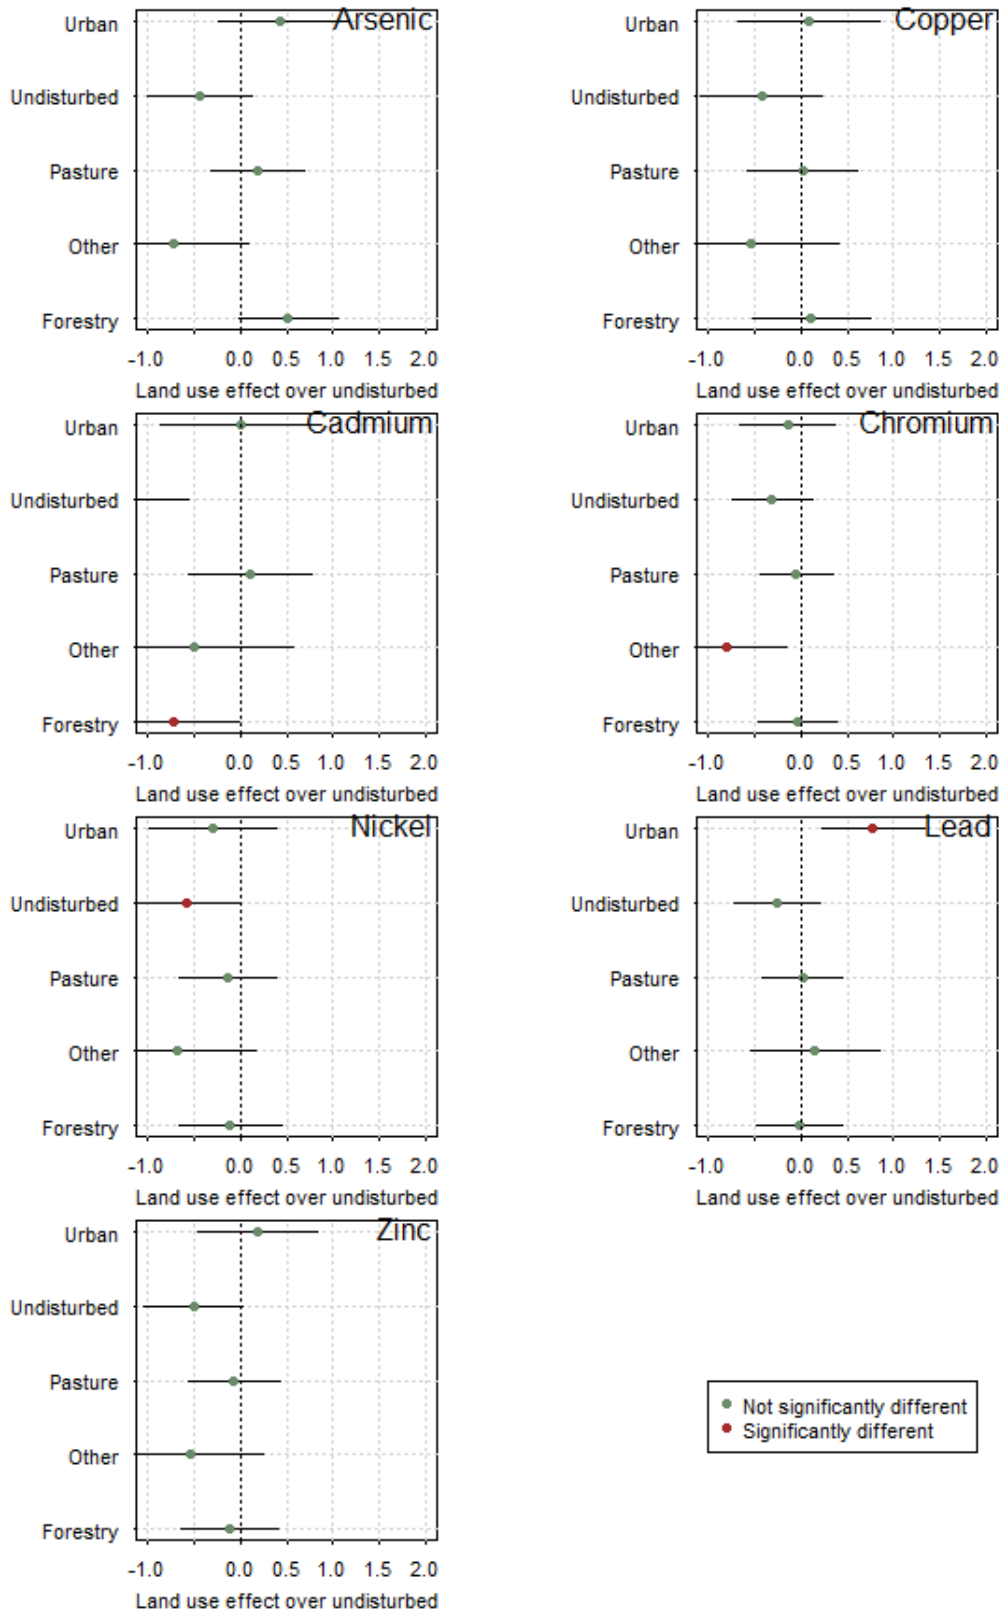 Arsenic
Urban
Undisturbed
Pasture
Other
Forestry
-1.0 0.0 0.5 1.0 1.5 2.0
Land use effect over undisturbed
Copper
Urban
Undisturbed
Pasture
Other
Forestry
-1.0 0.0 0.5 1.0 1.5 2.0
Land use effect over undisturbed
Cadmium
Urban
Undisturbed
Pasture
Other
Forestry
-1.0 0.0 0.5 1.0 1.5 2.0
Land use effect over undisturbed
Chromium
Urban
Undisturbed
Pasture
Other
Forestry
-1.0 0.0 0.5 1.0 1.5 2.0
Land use effect over undisturbed
Nickel
Urban
Undisturbed
Pasture
Other
Forestry
-1.0 0.0 0.5 1.0 1.5 2.0
Land use effect over undisturbed
Lead
Urban
Undisturbed
Pasture
Other
Forestry
-1.0 0.0 0.5 1.0 1.5 2.0
Land use effect over undisturbed
Zinc
Urban
Undisturbed
Pasture
Other
Forestry
-1.0 0.0 0.5 1.0 1.5 2.0
Land use effect over undisturbed
Not significantly different
Significantly different